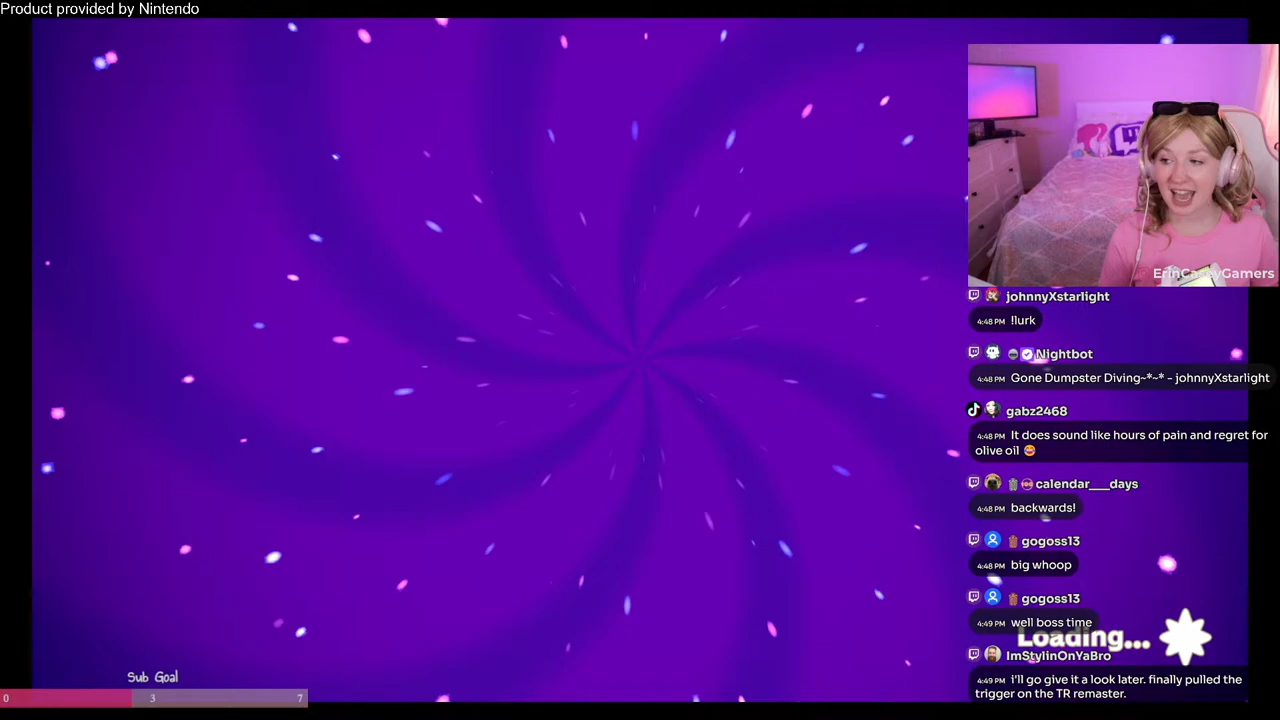 Product provided by Nintendo
ErinCaseyGamers
johnnyXstarlight
4:48 PM !lurk
Nightbot
4:48 PM Gone Dumpster Diving~*~* - johnnyXstarlight
gabz2468
4:48 PM It does sound like hours of pain and regret for
olive oil 😄
calendar___days
4:48 PM backwards!
gogoss13
4:48 PM big whoop
gogoss13
4:49 PM well boss time
Loading...
ImStylinOnYaBro
4:49 PM i'll go give it a look later. finally pulled the
trigger on the TR remaster.
Sub Goal
0 3 7